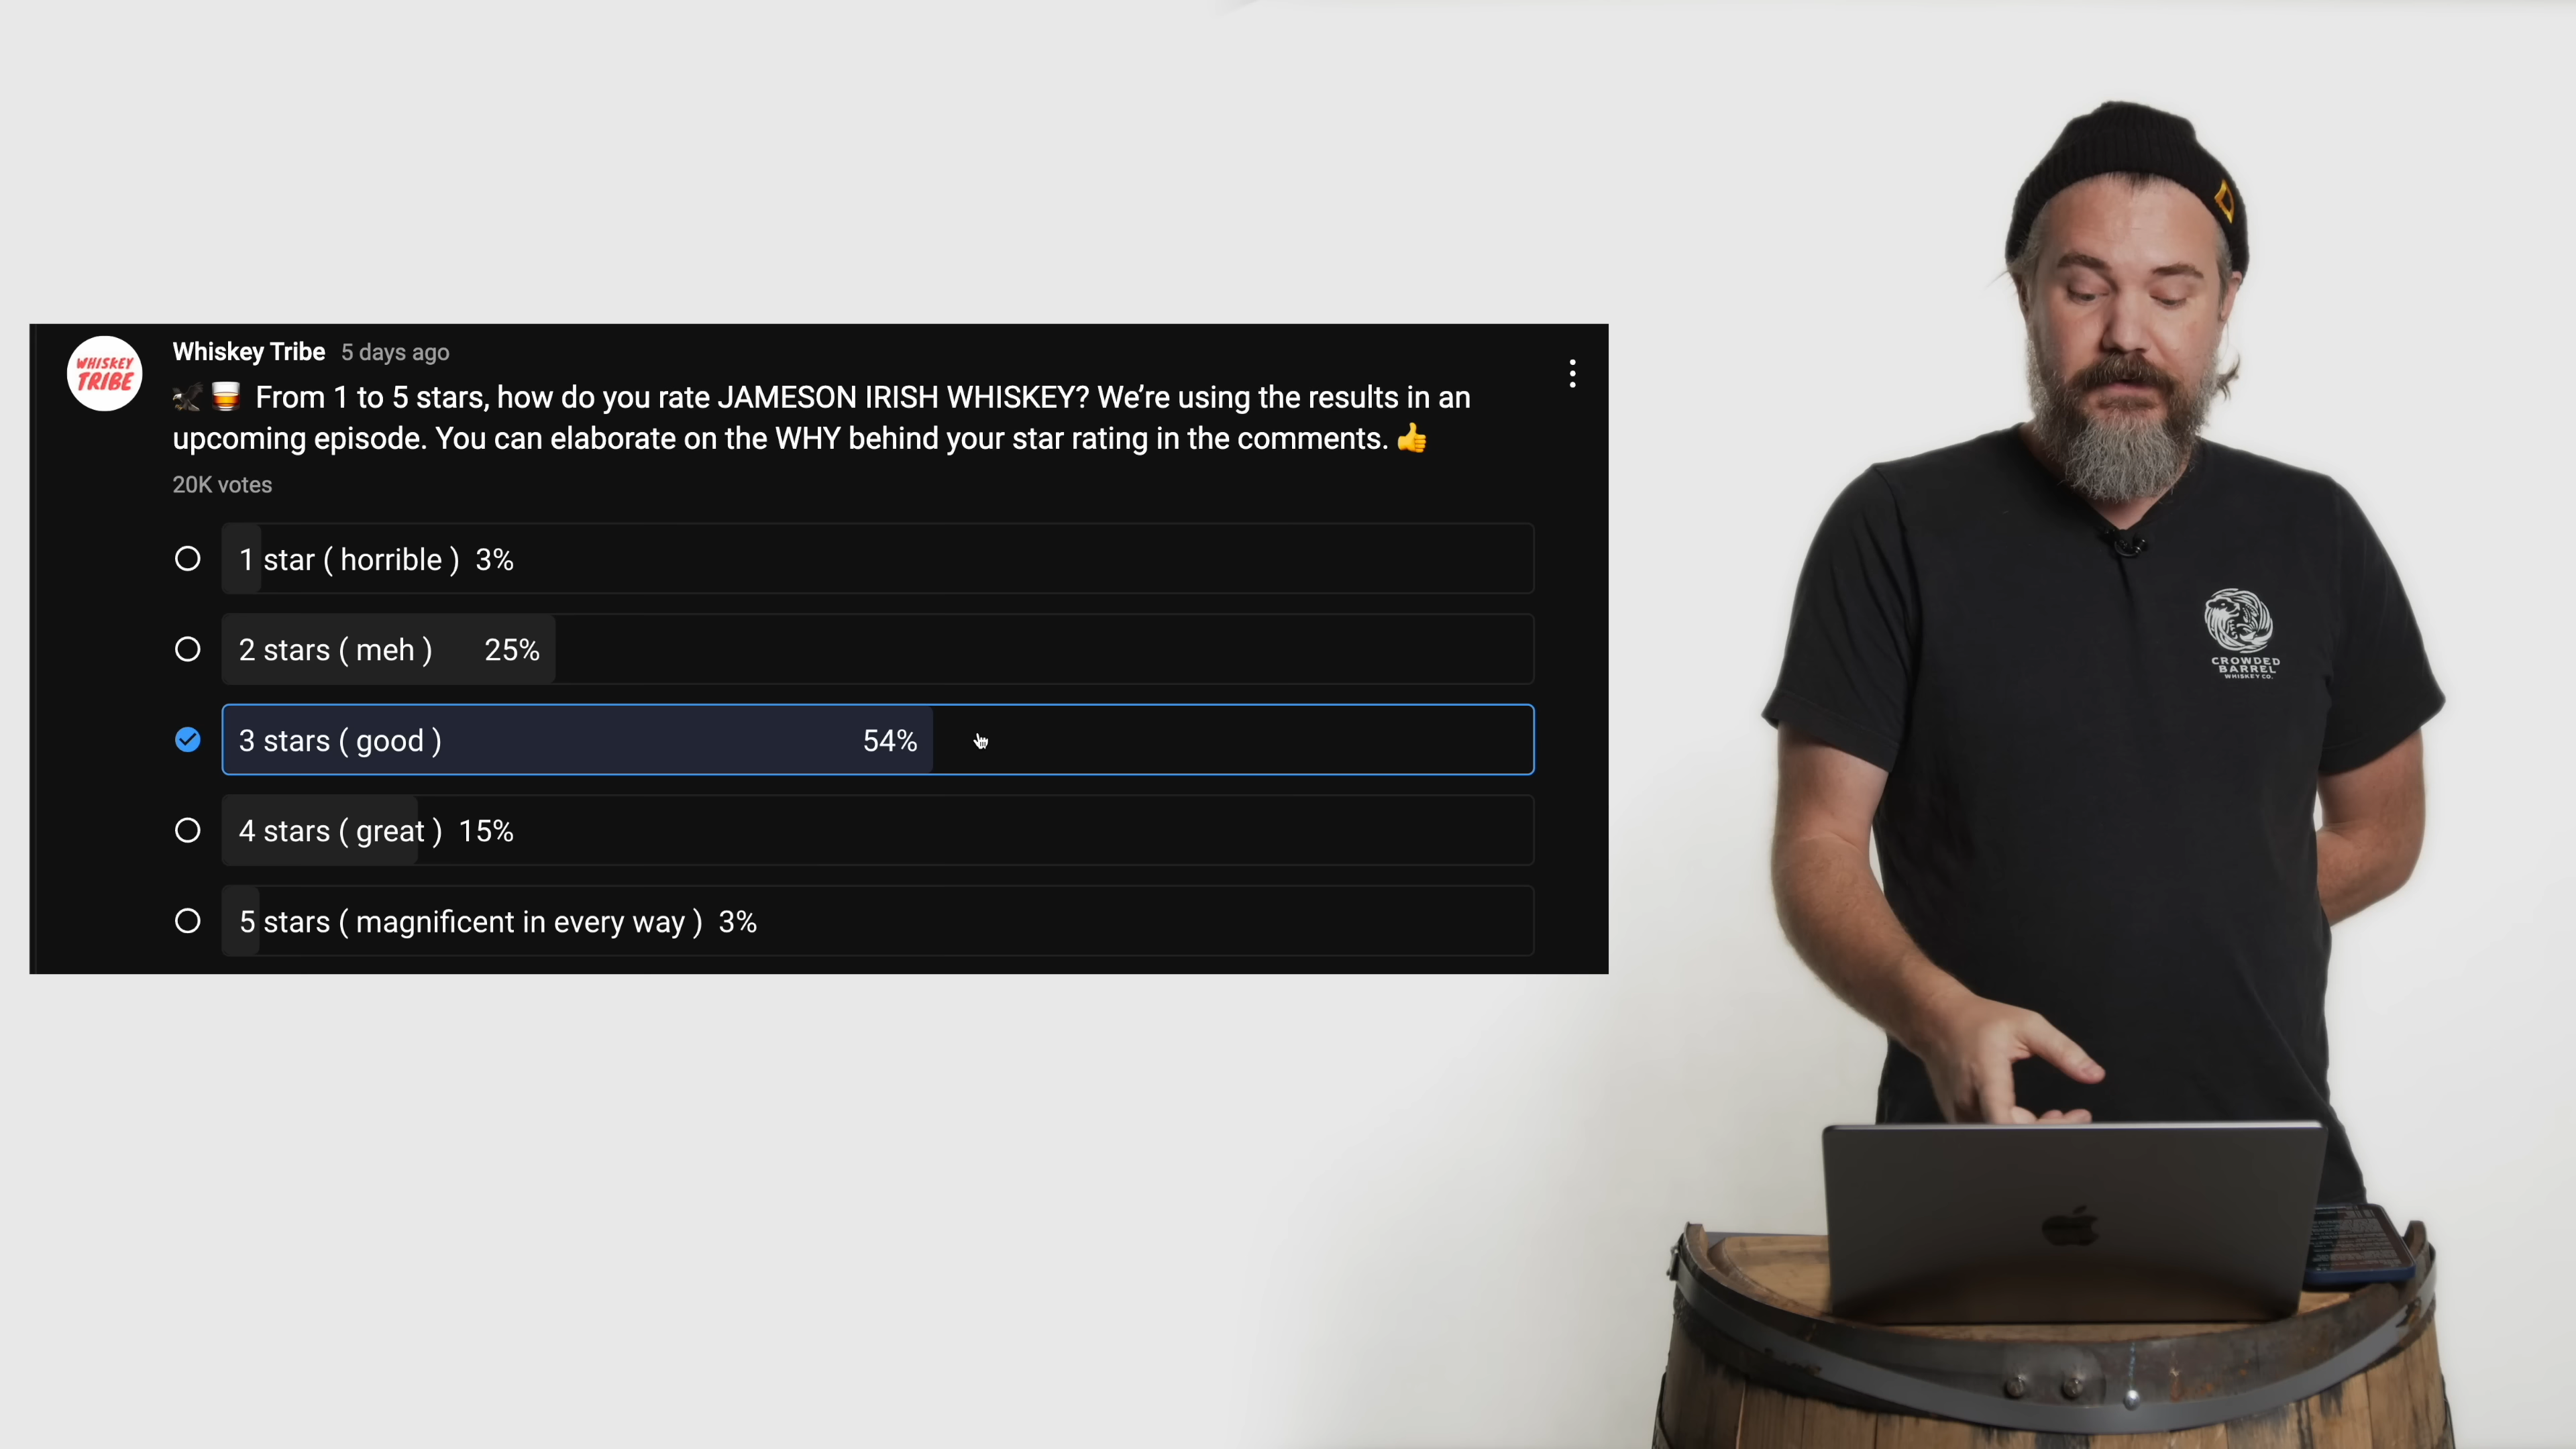 WHISKEY
TRIBE
Whiskey Tribe 5 days ago
🦅🥃 From 1 to 5 stars, how do you rate JAMESON IRISH WHISKEY? We’re using the results in an
upcoming episode. You can elaborate on the WHY behind your star rating in the comments. 👍
20K votes
1 star ( horrible ) 3%
2 stars ( meh ) 25%
3 stars ( good ) 54%
4 stars ( great ) 15%
5 stars ( magnificent in every way ) 3%
CROWDED
BARREL
WHISKEY CO.